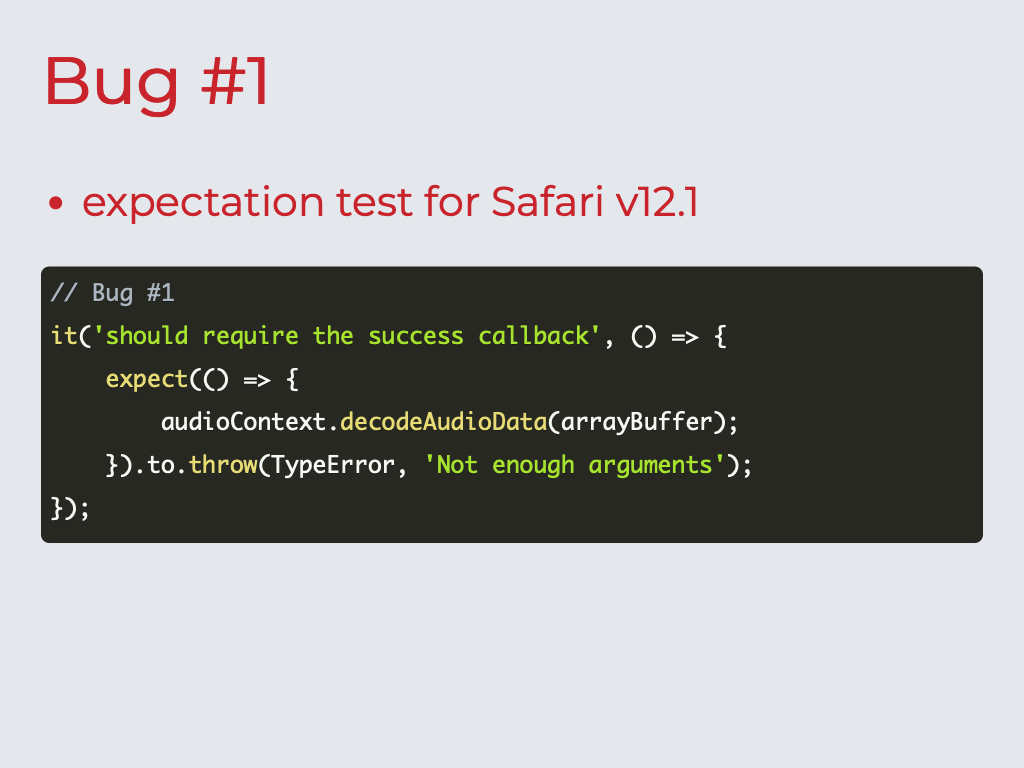 Bug #1
• expectation test for Safari v12.1
// Bug #1
it('should require the success callback', () => {
    expect(() => {
        audioContext.decodeAudioData(arrayBuffer);
    }).to.throw(TypeError, 'Not enough arguments');
});